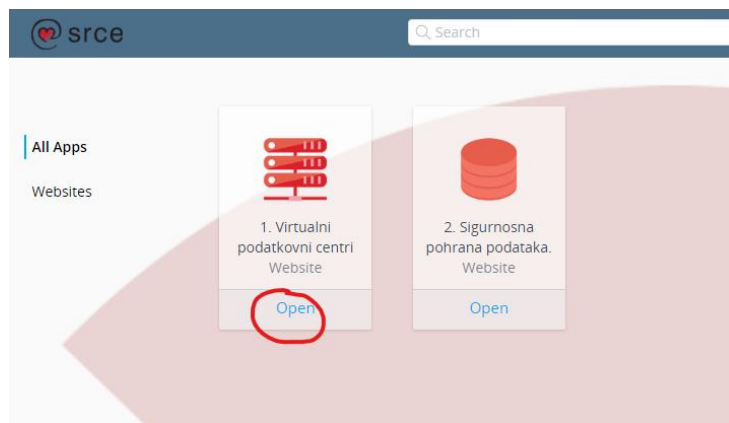 srce
Search
All Apps
Websites
1. Virtualni
podatkovni centri
Website
Open
2. Sigurnosna
pohrana podataka.
Website
Open